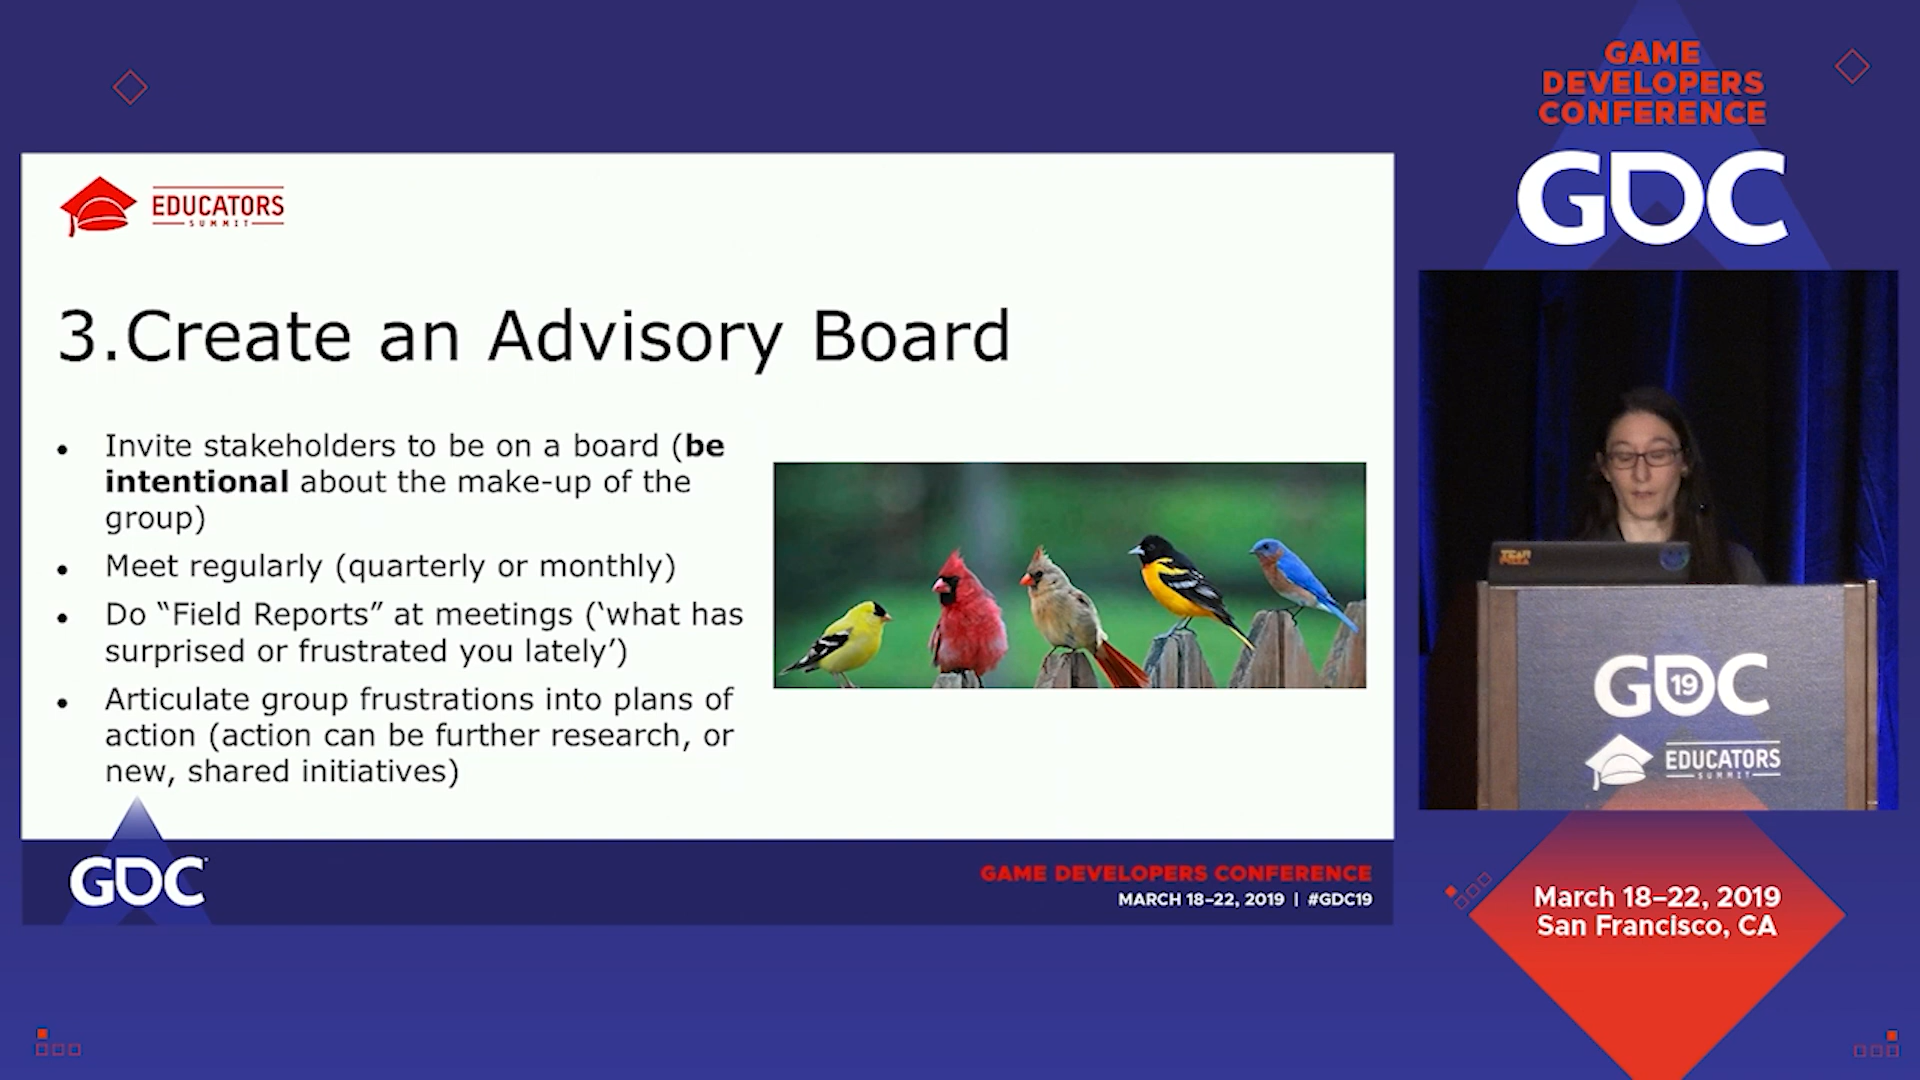 GAME
DEVELOPERS
CONFERENCE
GDC
EDUCATORS
SUMMIT
3.Create an Advisory Board
• Invite stakeholders to be on a board (be
intentional about the make-up of the
group)
• Meet regularly (quarterly or monthly)
• Do “Field Reports” at meetings (‘what has
surprised or frustrated you lately’)
• Articulate group frustrations into plans of
action (action can be further research, or
new, shared initiatives)
GDC
GAME DEVELOPERS CONFERENCE
MARCH 18–22, 2019 | #GDC19
GDC
19
EDUCATORS
SUMMIT
March 18–22, 2019
San Francisco, CA